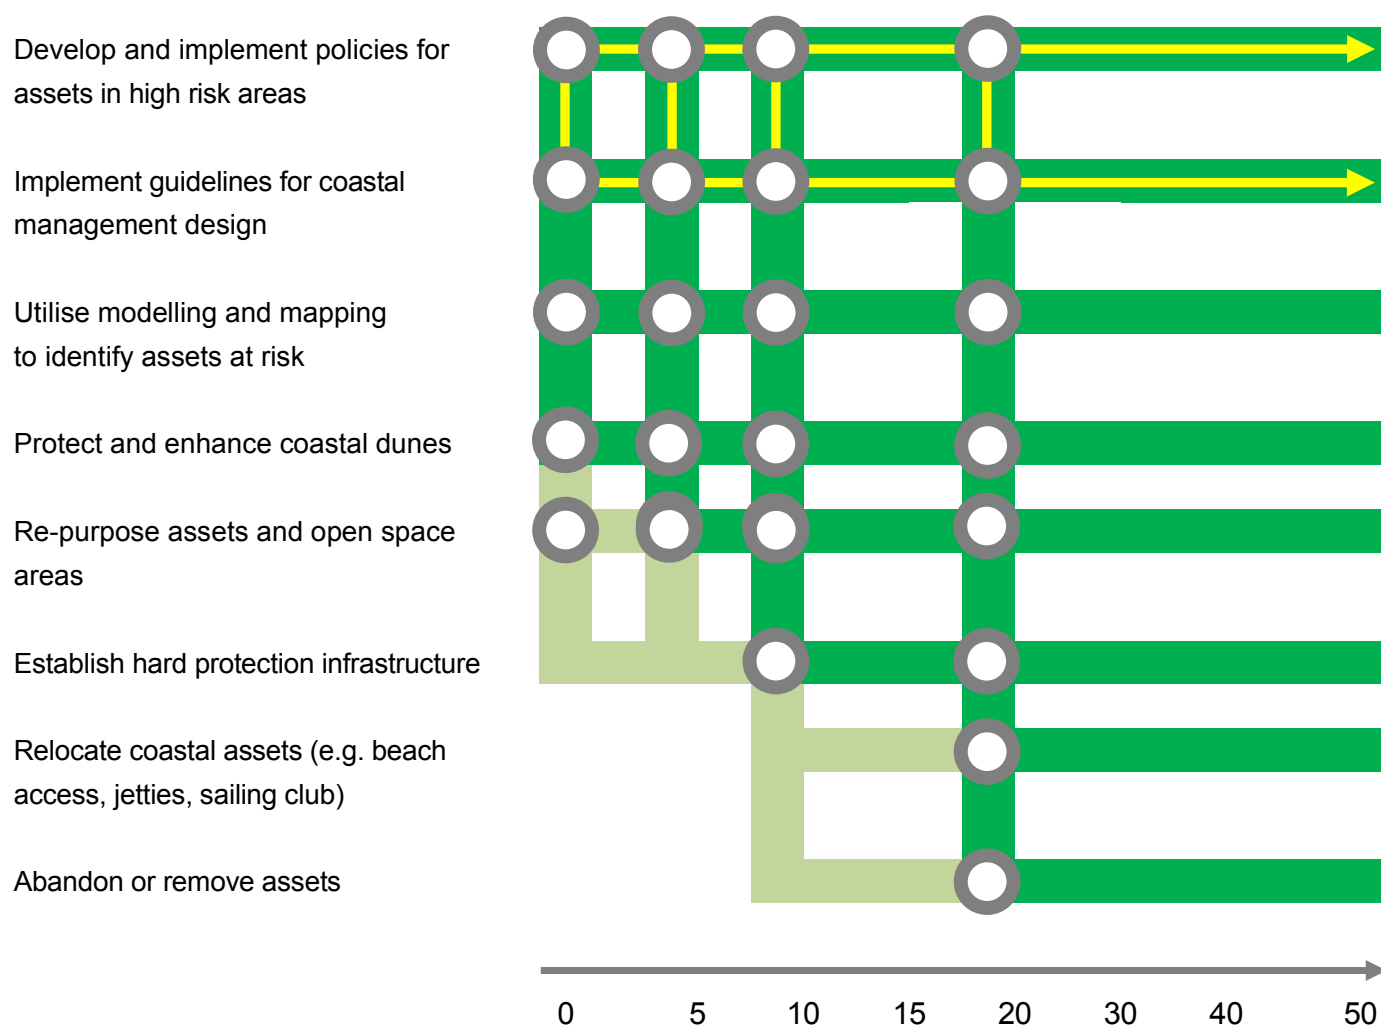 Develop and implement policies for
assets in high risk areas
Implement guidelines for coastal
management design
Utilise modelling and mapping
to identify assets at risk
Protect and enhance coastal dunes
Re-purpose assets and open space
areas
Establish hard protection infrastructure
Relocate coastal assets (e.g. beach
access, jetties, sailing club)
Abandon or remove assets
0 5 10 15 20 30 40 50